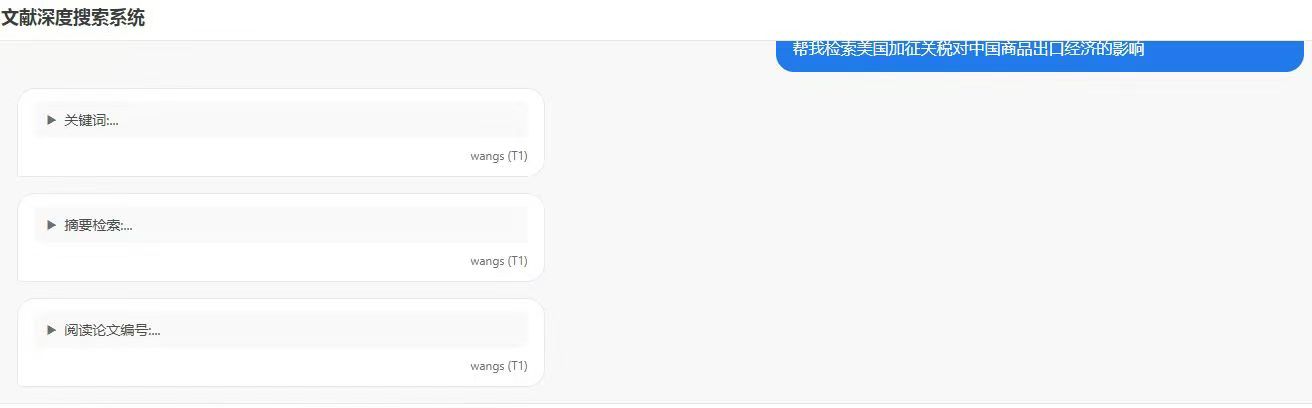 文献深度搜索系统
帮我检索美国加征关税对中国商品出口经济的影响
▶ 关键词:...
wangs (T1)
▶ 摘要检索:...
wangs (T1)
▶ 阅读论文编号:...
wangs (T1)